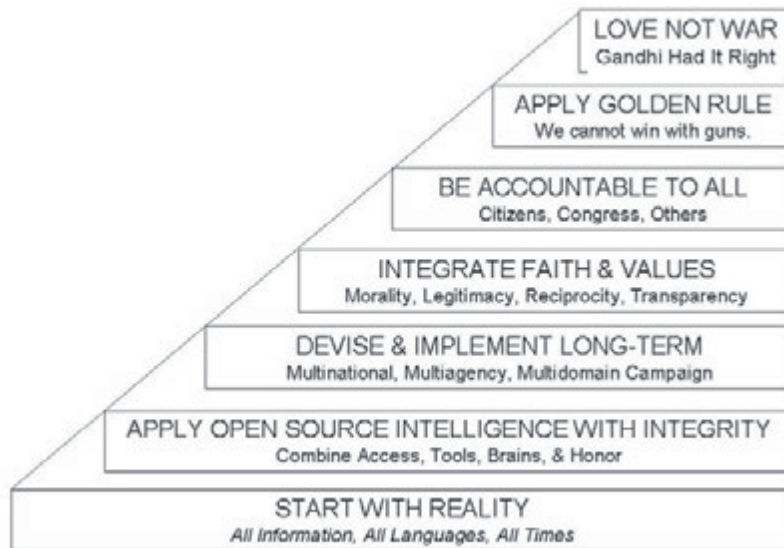 LOVE NOT WAR
Gandhi Had It Right
APPLY GOLDEN RULE
We cannot win with guns.
BE ACCOUNTABLE TO ALL
Citizens, Congress, Others
INTEGRATE FAITH & VALUES
Morality, Legitimacy, Reciprocity, Transparency
DEVISE & IMPLEMENT LONG-TERM
Multinational, Multiagency, Multidomain Campaign
APPLY OPEN SOURCE INTELLIGENCE WITH INTEGRITY
Combine Access, Tools, Brains, & Honor
START WITH REALITY
All Information, All Languages, All Times